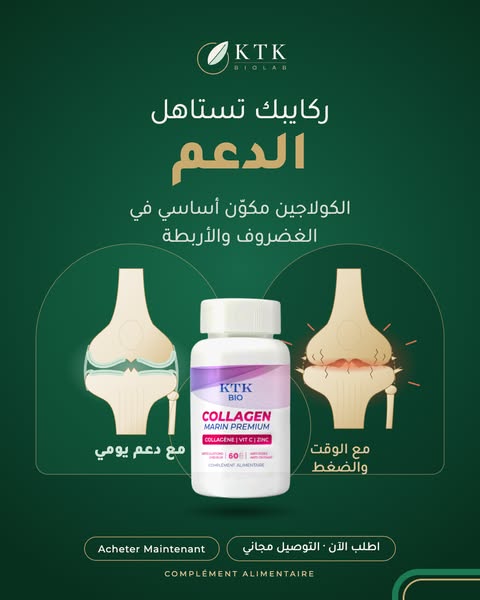 KTK
BIOLAB
ركايبك تستاهل
الدعم
الكولاجين مكوّن أساسي في
الغضروف والأربطة
KTK
BIO
COLLAGEN
MARIN PREMIUM
COLLAGÈNE | VIT C | ZINC
60
COMPLÉMENT ALIMENTAIRE
مع الوقت
والضغط
مع دعم يومي
اطلب الآن · التوصيل مجاني
Acheter Maintenant
COMPLÉMENT ALIMENTAIRE